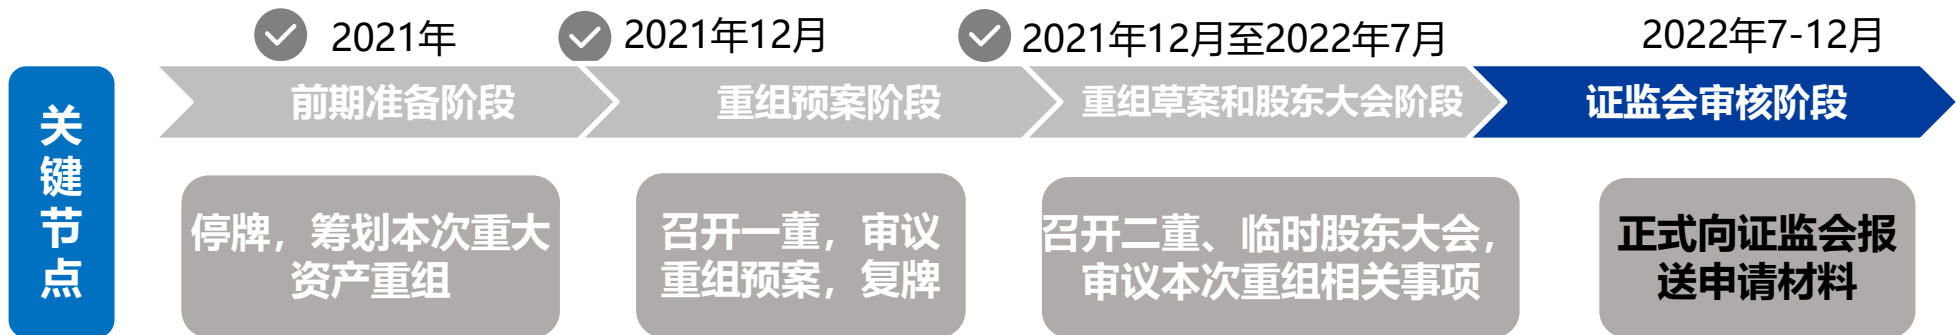 2021年
2021年12月
2021年12月至2022年7月
2022年7-12月
关键节点
前期准备阶段
重组预案阶段
重组草案和股东大会阶段
证监会审核阶段
停牌，筹划本次重大
资产重组
召开一董，审议
重组预案，复牌
召开二董、临时股东大会，
审议本次重组相关事项
正式向证监会报
送申请材料